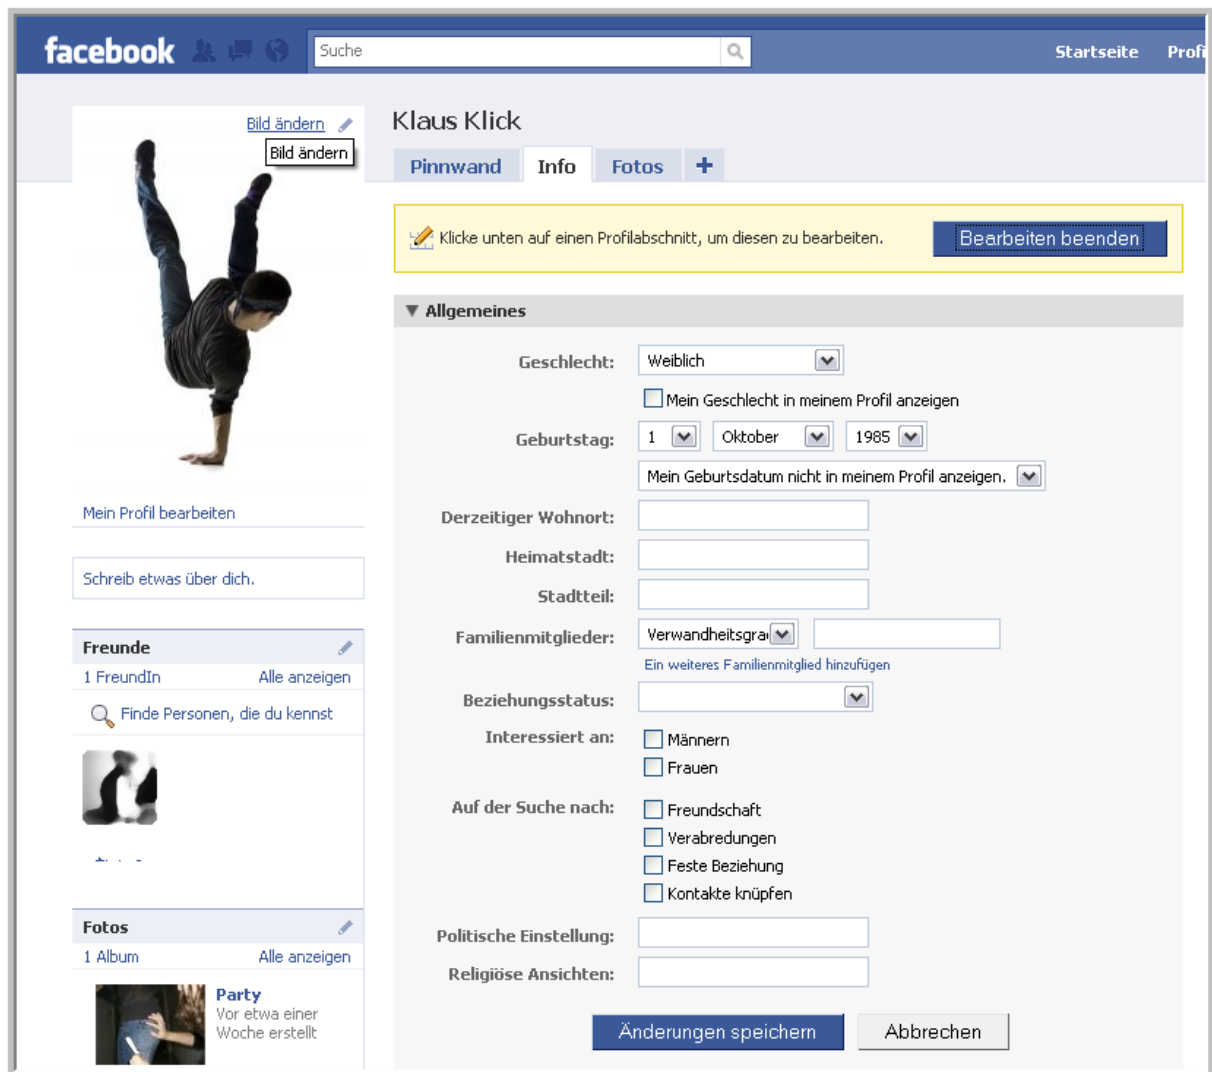 facebook
Suche
Startseite Profi
Bild ändern
Bild ändern
Mein Profil bearbeiten
Schreib etwas über dich.
Freunde
1 FreundIn Alle anzeigen
Finde Personen, die du kennst
Fotos
1 Album Alle anzeigen
Party
Vor etwa einer
Woche erstellt
Klaus Klick
Pinnwand Info Fotos +
Klicke unten auf einen Profilabschnitt, um diesen zu bearbeiten. Bearbeiten beenden
Allgemeines
Geschlecht: Weiblich
Mein Geschlecht in meinem Profil anzeigen
Geburtstag: 1 Oktober 1985
Mein Geburtsdatum nicht in meinem Profil anzeigen.
Derzeitiger Wohnort:
Heimatstadt:
Stadtteil:
Familienmitglieder: Verwandheitsgra
Ein weiteres Familienmitglied hinzufügen
Beziehungsstatus:
Interessiert an: Männern
Frauen
Auf der Suche nach: Freundschaft
Verabredungen
Feste Beziehung
Kontakte knüpfen
Politische Einstellung:
Religiöse Ansichten:
Änderungen speichern Abbrechen